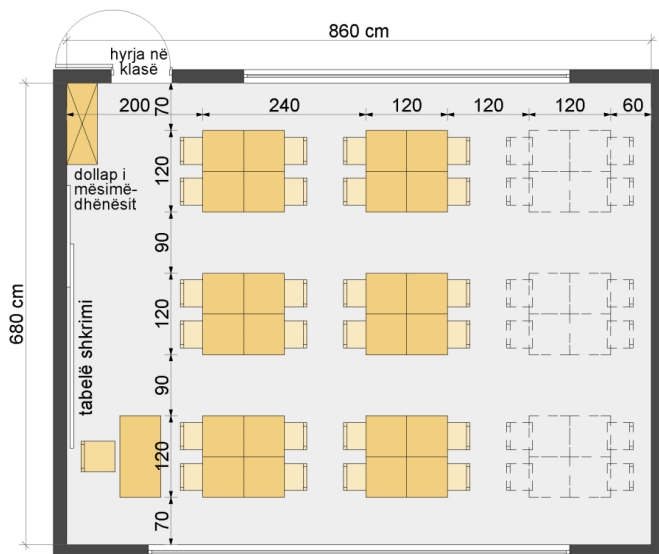 860 cm
hyrja në
klasë
200
240
120
120
120
60
70
120
90
120
90
120
70
680 cm
dollap i
mësimë-
dhënësit
tabelë shkrimi